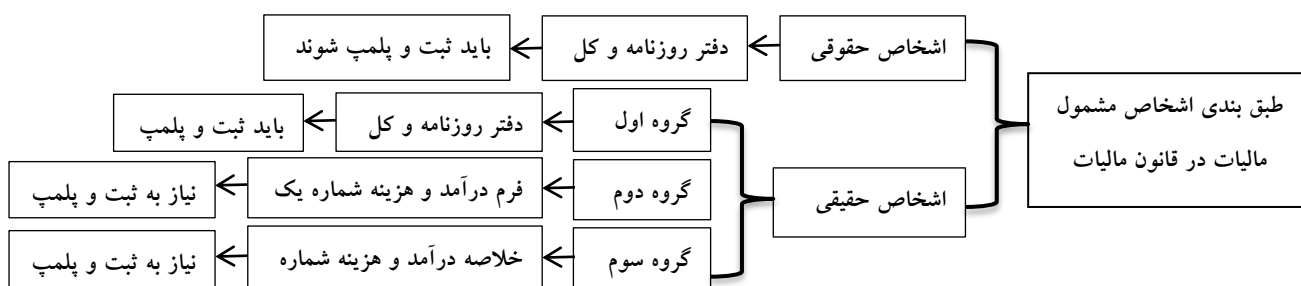 طبق بندی اشخاص مشمول
مالیات در قانون مالیات
اشخاص حقوقی
دفتر روزنامه و کل
باید ثبت و پلمپ شوند
اشخاص حقیقی
گروه اول
دفتر روزنامه و کل
باید ثبت و پلمپ
گروه دوم
فرم درآمد و هزینه شماره یک
نیاز به ثبت و پلمپ
گروه سوم
خلاصه درآمد و هزینه شماره
نیاز به ثبت و پلمپ